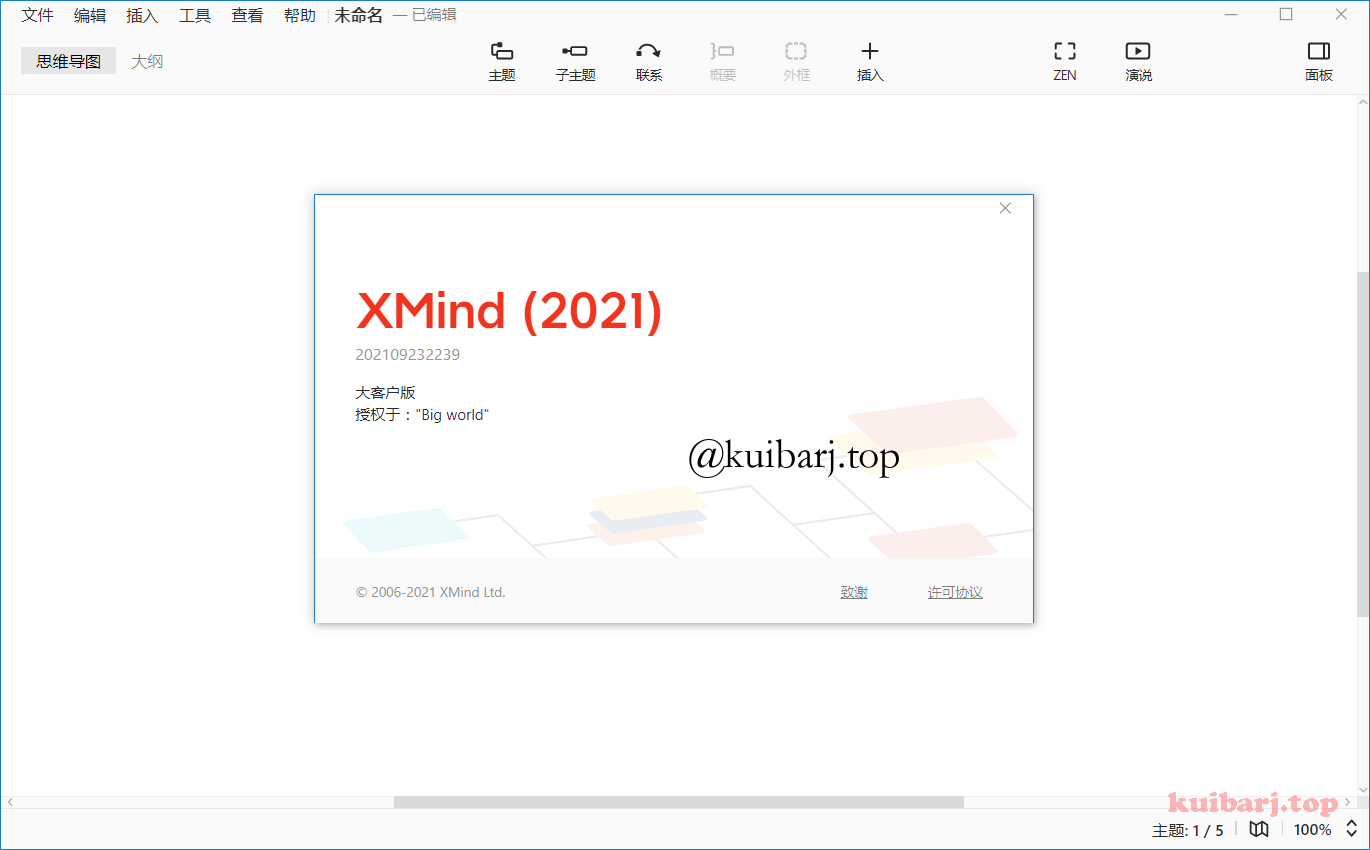 文件 编辑 插入 工具 查看 帮助 未命名 — 已编辑
思维导图 大纲
主题 子主题 联系 概要 外框 插入 ZEN 演说 面板
XMind (2021)
202109232239
大客户版
授权于："Big world"
@kuibarj.top
© 2006-2021 XMind Ltd. 致谢 许可协议
kuibarj.top
主题: 1 / 5 100%